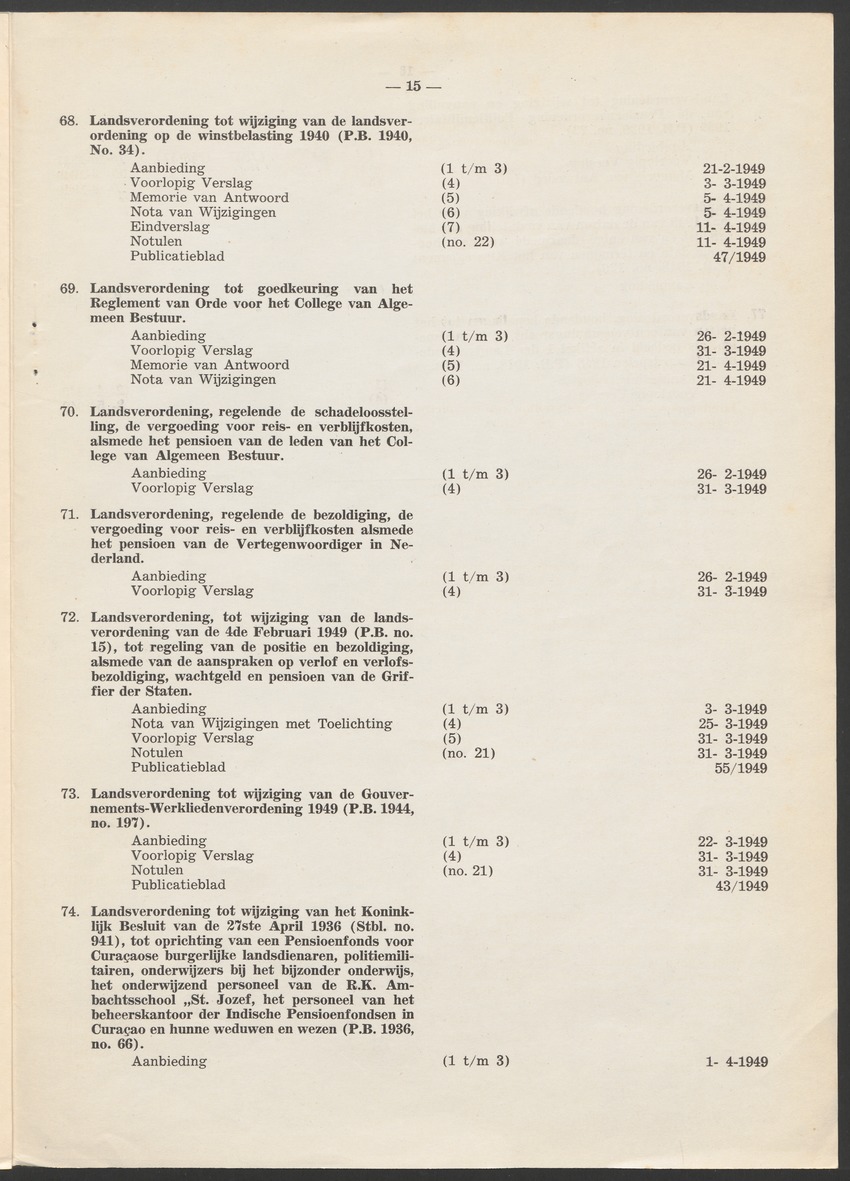 — 15 —
68. Landsverordening tot wijziging van de landsver-
ordening op de winstbelasting 1940 (P.B. 1940,
No. 34).
Aanbieding (1 t/m 3) 21-2-1949
Voorlopig Verslag (4) 3- 3-1949
Memorie van Antwoord (5) 5- 4-1949
Nota van Wijzigingen (6) 5- 4-1949
Eindverslag (7) 11- 4-1949
Notulen (no. 22) 11- 4-1949
Publicatieblad 47/1949
69. Landsverordening tot goedkeuring van het
Reglement van Orde voor het College van Alge-
meen Bestuur.
Aanbieding (1 t/m 3) 26- 2-1949
Voorlopig Verslag (4) 31- 3-1949
Memorie van Antwoord (5) 21- 4-1949
Nota van Wijzigingen (6) 21- 4-1949
70. Landsverordening, regelende de schadeloosstel-
ling, de vergoeding voor reis- en verblijfkosten,
alsmede het pensioen van de leden van het Col-
lege van Algemeen Bestuur.
Aanbieding (1 t/m 3) 26- 2-1949
Voorlopig Verslag (4) 31- 3-1949
71. Landsverordening, regelende de bezoldiging, de
vergoeding voor reis- en verblijfkosten alsmede
het pensioen van de Vertegenwoordiger in Ne-
derland.
Aanbieding (1 t/m 3) 26- 2-1949
Voorlopig Verslag (4) 31- 3-1949
72. Landsverordening, tot wijziging van de lands-
verordening van de 4de Februari 1949 (P.B. no.
15), tot regeling van de positie en bezoldiging,
alsmede van de aanspraken op verlof en verlofs-
bezoldiging, wachtgeld en pensioen van de Grif-
fier der Staten.
Aanbieding (1 t/m 3) 3- 3-1949
Nota van Wijzigingen met Toelichting (4) 25- 3-1949
Voorlopig Verslag (5) 31- 3-1949
Notulen (no. 21) 31- 3-1949
Publicatieblad 55/1949
73. Landsverordening tot wijziging van de Gouver-
nements-Werkliedenverordening 1949 (P.B. 1944,
no. 197).
Aanbieding (1 t/m 3) 22- 3-1949
Voorlopig Verslag (4) 31- 3-1949
Notulen (no. 21) 31- 3-1949
Publicatieblad 43/1949
74. Landsverordening tot wijziging van het Konink-
lijk Besluit van de 27ste April 1936 (Stbl. no.
941), tot oprichting van een Pensioenfonds voor
Curaçaose burgerlijke landsdienaren, politiemili-
tairen, onderwijzers bij het bijzonder onderwijs,
het onderwijzend personeel van de R.K. Am-
bachtsschool „St. Jozef, het personeel van het
beheerskantoor der Indische Pensioenfondsen in
Curaçao en hunne weduwen en wezen (P.B. 1936,
no. 66).
Aanbieding (1 t/m 3) 1- 4-1949